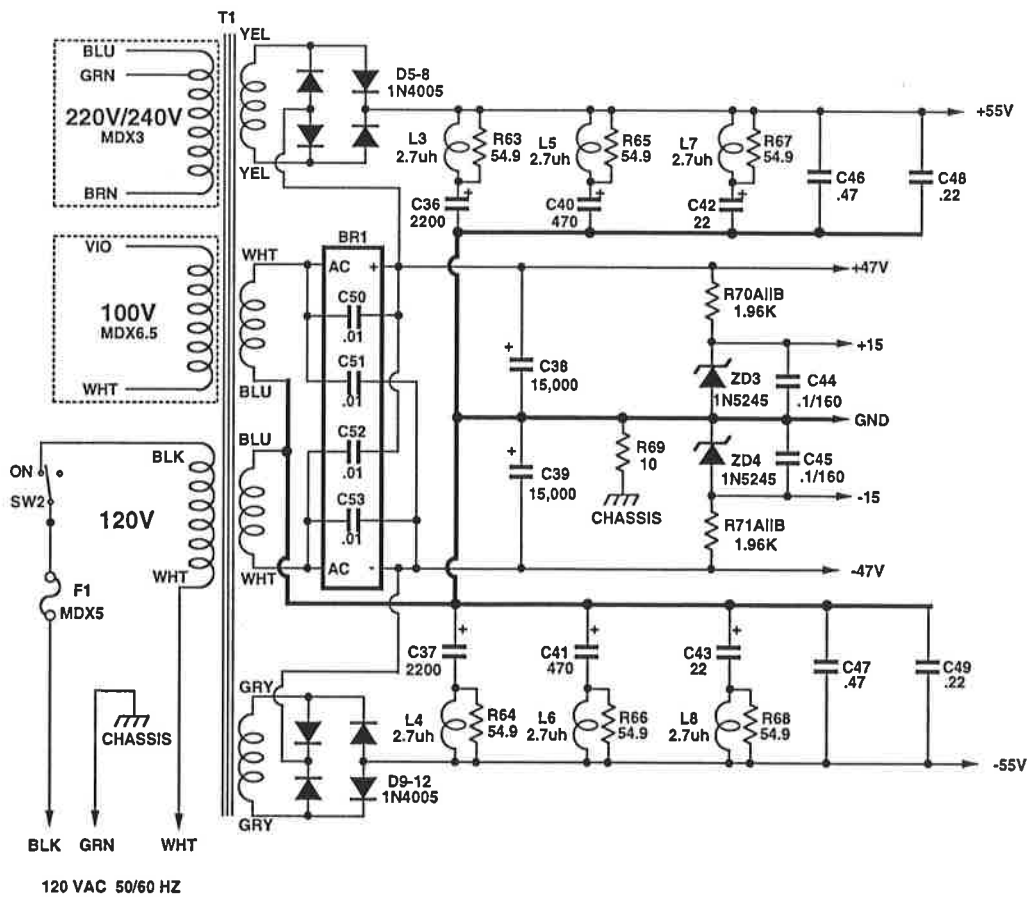 T1
BLU
GRN
220V/240V
MDX3
BRN
VIO
100V
MDX6.5
WHT
ON
SW2
BLK
120V
WHT
F1
MDX5
CHASSIS
BLK GRN WHT
120 VAC 50/60 HZ
YEL
YEL
D5-8
1N4005
L3
2.7uh
R63
54.9
L5
2.7uh
R65
54.9
L7
2.7uh
R67
54.9
+
C36
2200
+
C40
470
+
C42
22
C46
.47
C48
.22
+55V
WHT
BLU
BLU
WHT
BR1
AC +
C50
.01
C51
.01
C52
.01
C53
.01
AC -
+
C38
15,000
+
C39
15,000
R69
10
CHASSIS
R70AllB
1.96K
ZD3
1N5245
C44
.1/160
ZD4
1N5245
C45
.1/160
R71AllB
1.96K
+47V
+15
GND
-15
-47V
+
C37
2200
+
C41
470
+
C43
22
C47
.47
C49
.22
L4
2.7uh
R64
54.9
L6
2.7uh
R66
54.9
L8
2.7uh
R68
54.9
-55V
GRY
GRY
D9-12
1N4005